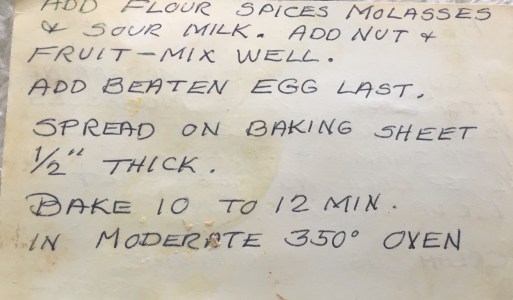 ADD FLOUR SPICES MOLASSES
& SOUR MILK. ADD NUT &
FRUIT-MIX WELL.
ADD BEATEN EGG LAST.
SPREAD ON BAKING SHEET
1/2" THICK.
BAKE 10 TO 12 MIN.
IN MODERATE 350° OVEN